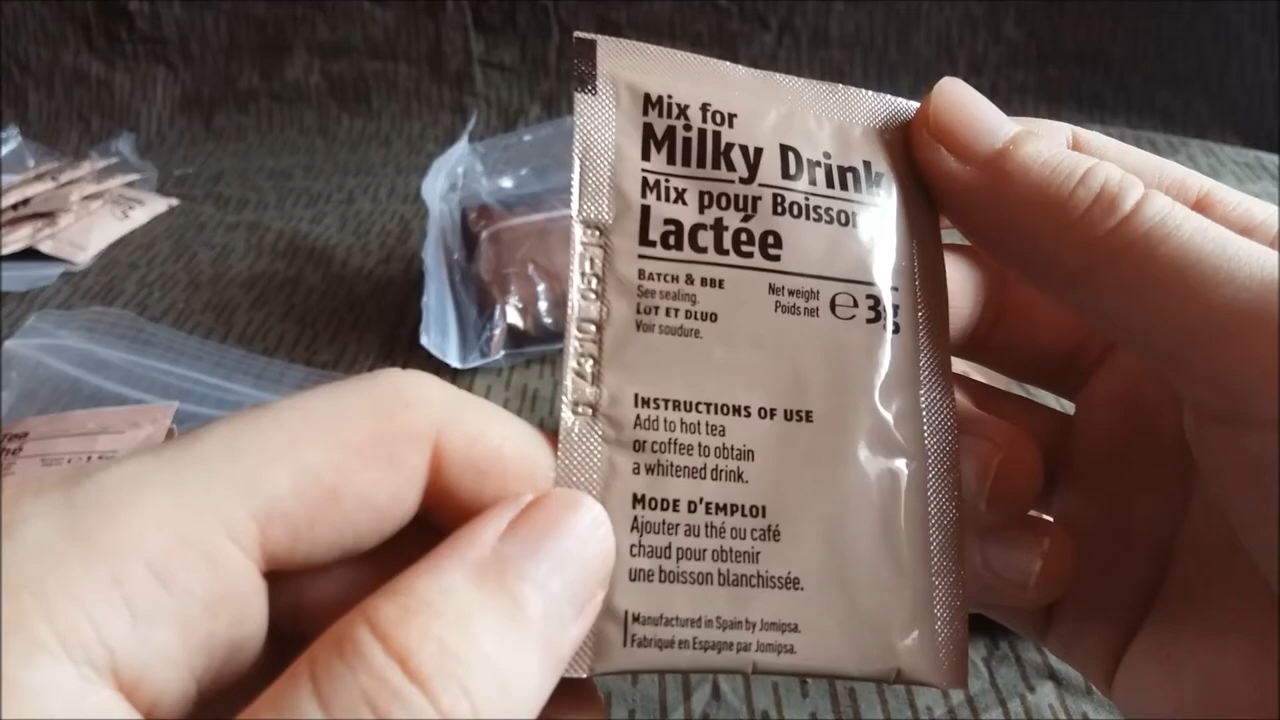 Mix for
Milky Drink
Mix pour Boisson
Lactée
BATCH & BBE
See sealing.
LOT ET DLUO
Voir soudure.
Net weight
Poids net
e 3g
INSTRUCTIONS OF USE
Add to hot tea
or coffee to obtain
a whitened drink.
MODE D'EMPLOI
Ajouter au thé ou café
chaud pour obtenir
une boisson blanchissée.
Manufactured in Spain by Jomipsa.
Fabriqué en Espagne par Jomipsa.